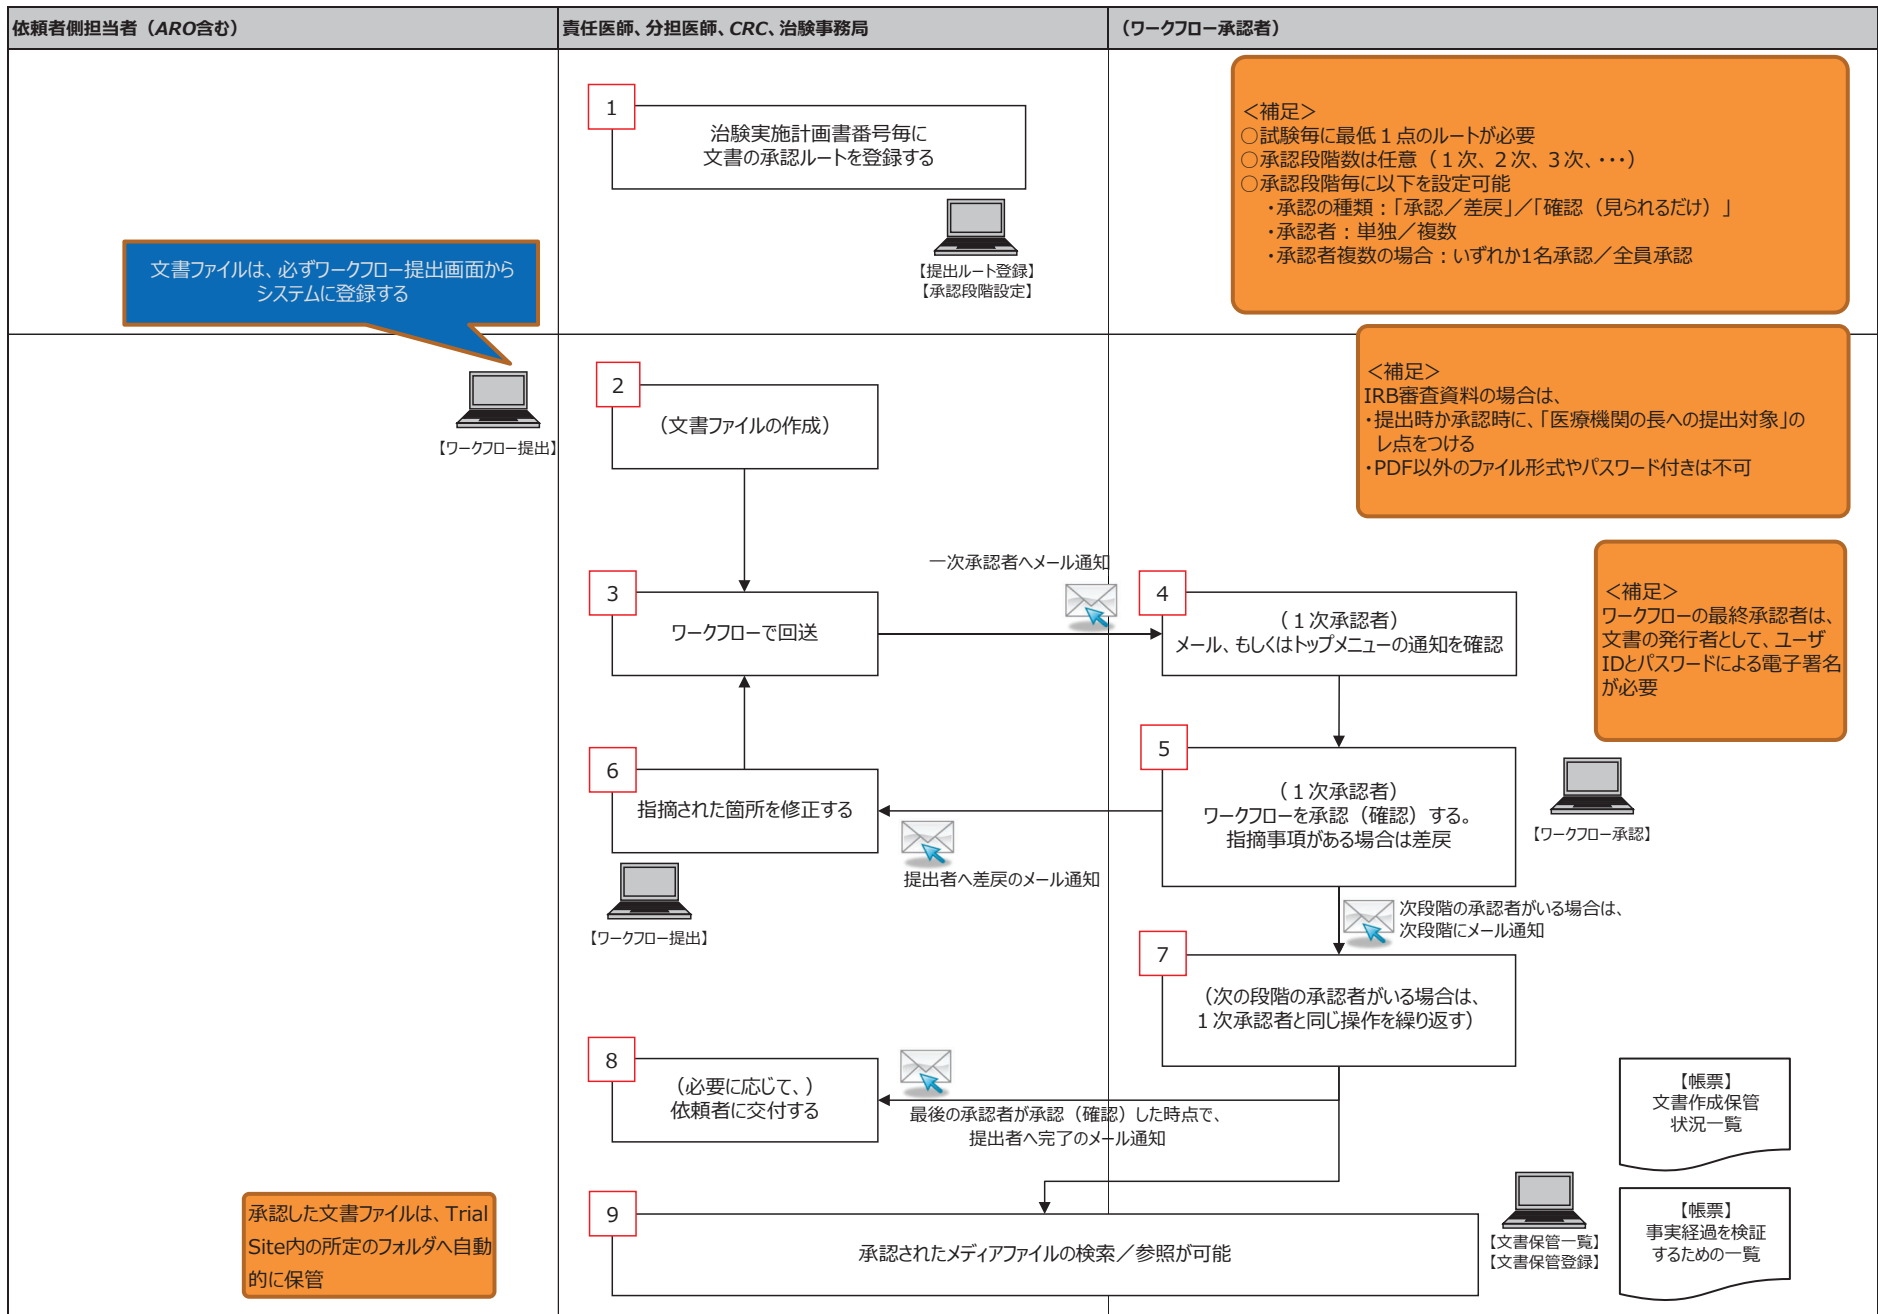 依頼者側担当者（ARO含む）
責任医師、分担医師、CRC、治験事務局
（ワークフロー承認者）
1
治験実施計画書番号毎に
文書の承認ルートを登録する
【提出ルート登録】
【承認段階設定】
＜補足＞
○試験毎に最低１点のルートが必要
○承認段階数は任意（１次、２次、３次、・・・）
○承認段階毎に以下を設定可能
・承認の種類：「承認／差戻」／「確認（見られるだけ）」
・承認者：単独／複数
・承認者複数の場合：いずれか1名承認／全員承認
文書ファイルは、必ずワークフロー提出画面から
システムに登録する
【ワークフロー提出】
2
（文書ファイルの作成）
＜補足＞
IRB審査資料の場合は、
・提出時か承認時に、「医療機関の長への提出対象」の
レ点をつける
・PDF以外のファイル形式やパスワード付きは不可
3
ワークフローで回送
一次承認者へメール通知
4
（１次承認者）
メール、もしくはトップメニューの通知を確認
＜補足＞
ワークフローの最終承認者は、
文書の発行者として、ユーザ
IDとパスワードによる電子署名
が必要
5
（１次承認者）
ワークフローを承認（確認）する。
指摘事項がある場合は差戻
【ワークフロー承認】
6
指摘された箇所を修正する
提出者へ差戻のメール通知
【ワークフロー提出】
次段階の承認者がいる場合は、
次段階にメール通知
7
（次の段階の承認者がいる場合は、
１次承認者と同じ操作を繰り返す）
8
（必要に応じて、）
依頼者に交付する
最後の承認者が承認（確認）した時点で、
提出者へ完了のメール通知
【帳票】
文書作成保管
状況一覧
承認した文書ファイルは、Trial
Site内の所定のフォルダへ自動
的に保管
9
承認されたメディアファイルの検索／参照が可能
【文書保管一覧】
【文書保管登録】
【帳票】
事実経過を検証
するための一覧